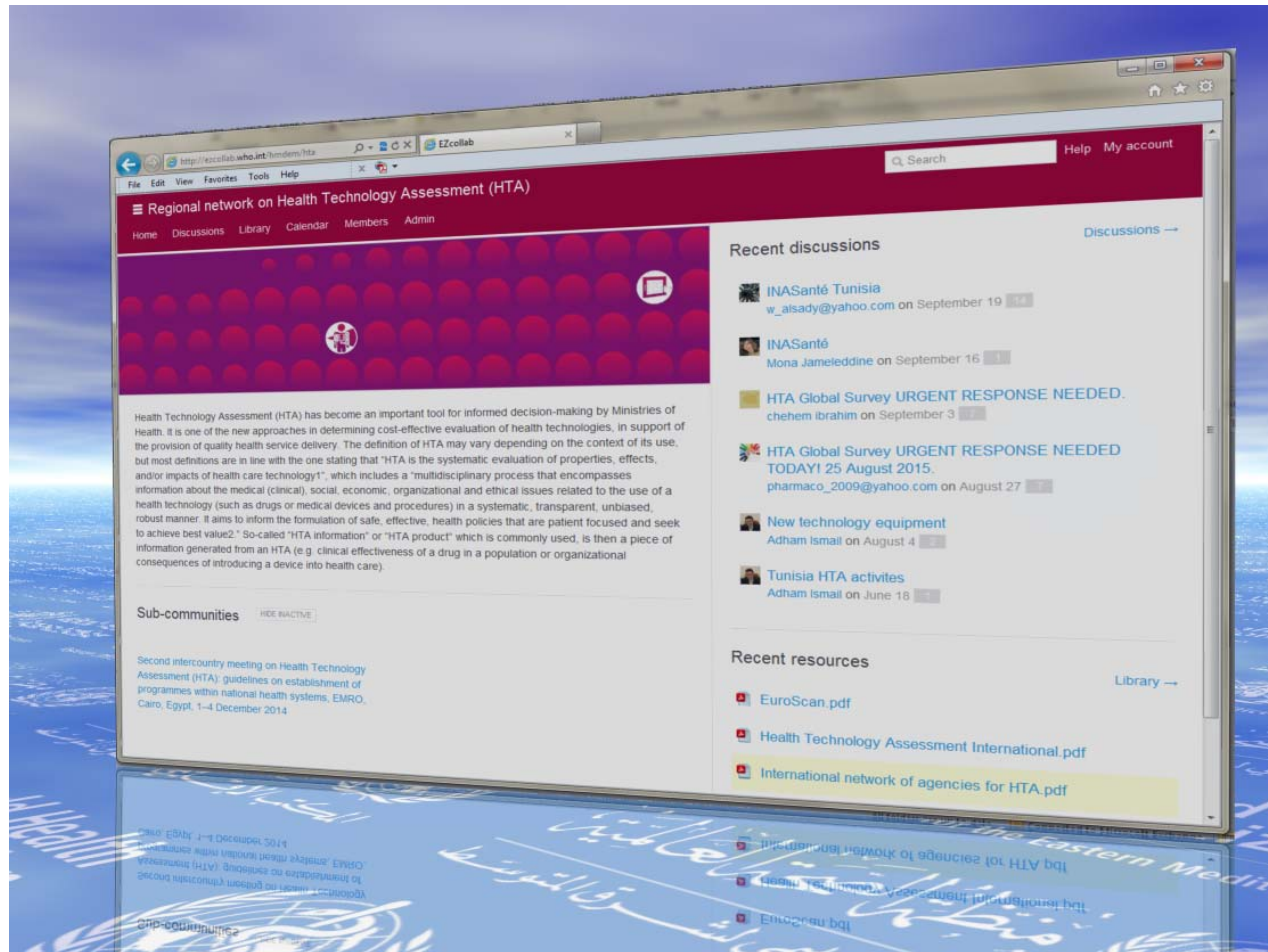 http://ezcollab.who.int/hmdem/hta
EZcollab
File Edit View Favorites Tools Help
Regional network on Health Technology Assessment (HTA)
Search
Help My account
Home Discussions Library Calendar Members Admin
Health Technology Assessment (HTA) has become an important tool for informed decision-making by Ministries of
Health. It is one of the new approaches in determining cost-effective evaluation of health technologies, in support of
the provision of quality health service delivery. The definition of HTA may vary depending on the context of its use,
but most definitions are in line with the one stating that “HTA is the systematic evaluation of properties, effects,
and/or impacts of health care technology1”, which includes a “multidisciplinary process that encompasses
information about the medical (clinical), social, economic, organizational and ethical issues related to the use of a
health technology (such as drugs or medical devices and procedures) in a systematic, transparent, unbiased,
robust manner. It aims to inform the formulation of safe, effective, health policies that are patient focused and seek
to achieve best value2.” So-called “HTA information” or “HTA product” which is commonly used, is then a piece of
information generated from an HTA (e.g. clinical effectiveness of a drug in a population or organizational
consequences of introducing a device into health care).
Sub-communities HIDE INACTIVE
Second intercountry meeting on Health Technology
Assessment (HTA): guidelines on establishment of
programmes within national health systems, EMRO,
Cairo, Egypt, 1–4 December 2014
Recent discussions
Discussions →
INASanté Tunisia
w_alsady@yahoo.com on September 19 14
INASanté
Mona Jameleddine on September 16 1
HTA Global Survey URGENT RESPONSE NEEDED.
chehem ibrahim on September 3 2
HTA Global Survey URGENT RESPONSE NEEDED
TODAY! 25 August 2015.
pharmaco_2009@yahoo.com on August 27 7
New technology equipment
Adham Ismail on August 4 2
Tunisia HTA activites
Adham Ismail on June 18 1
Recent resources
Library →
EuroScan.pdf
Health Technology Assessment International.pdf
International network of agencies for HTA.pdf